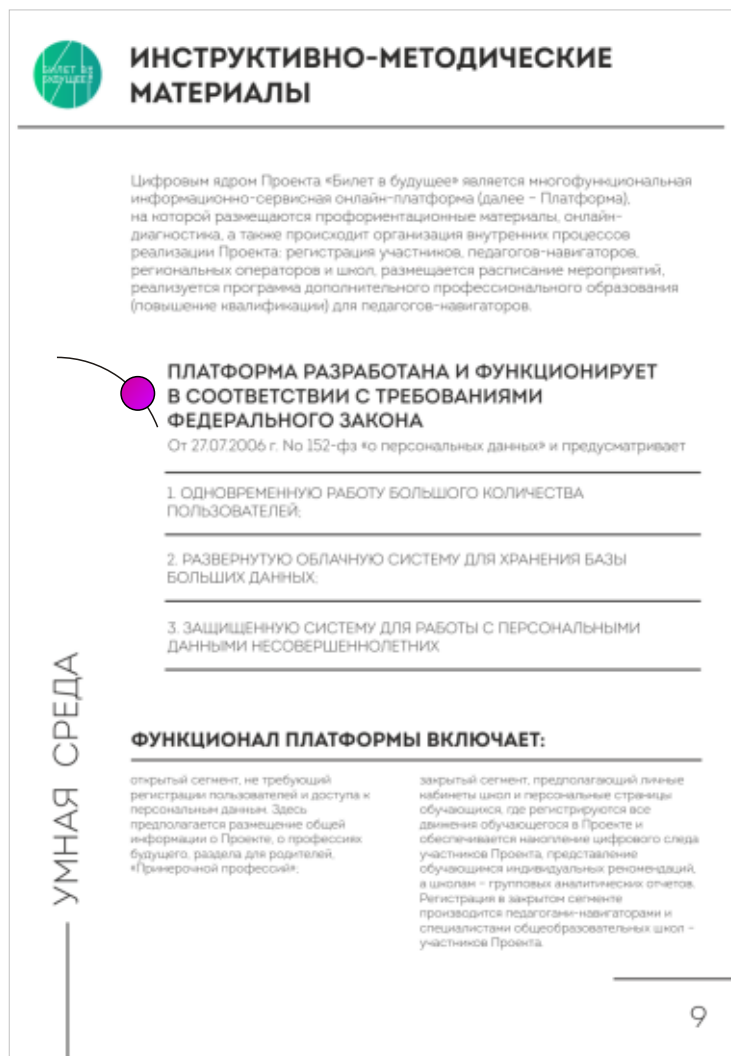 БИЛЕТ В
БУДУЩЕЕ
ИНСТРУКТИВНО-МЕТОДИЧЕСКИЕ
МАТЕРИАЛЫ
Цифровым ядром Проекта «Билет в будущее» является многофункциональная
информационно-сервисная онлайн-платформа (далее – Платформа),
на которой размещаются профориентационные материалы, онлайн-
диагностика, а также происходит организация внутренних процессов
реализации Проекта: регистрация участников, педагогов-навигаторов,
региональных операторов и школ, размещается расписание мероприятий,
реализуется программа дополнительного профессионального образования
(повышение квалификации) для педагогов-навигаторов.
ПЛАТФОРМА РАЗРАБОТАНА И ФУНКЦИОНИРУЕТ
В СООТВЕТСТВИИ С ТРЕБОВАНИЯМИ
ФЕДЕРАЛЬНОГО ЗАКОНА
От 27.07.2006 г. No 152-фз «о персональных данных» и предусматривает
1. ОДНОВРЕМЕННУЮ РАБОТУ БОЛЬШОГО КОЛИЧЕСТВА
ПОЛЬЗОВАТЕЛЕЙ;
2. РАЗВЕРНУТУЮ ОБЛАЧНУЮ СИСТЕМУ ДЛЯ ХРАНЕНИЯ БАЗЫ
БОЛЬШИХ ДАННЫХ;
3. ЗАЩИЩЕННУЮ СИСТЕМУ ДЛЯ РАБОТЫ С ПЕРСОНАЛЬНЫМИ
ДАННЫМИ НЕСОВЕРШЕННОЛЕТНИХ
УМНАЯ СРЕДА
ФУНКЦИОНАЛ ПЛАТФОРМЫ ВКЛЮЧАЕТ:
открытый сегмент, не требующий
регистрации пользователей и доступа к
персональным данным. Здесь
предполагается размещение общей
информации о Проекте, о профессиях
будущего, раздела для родителей,
«Примерочной профессий»;
закрытый сегмент, предполагающий личные
кабинеты школ и персональные страницы
обучающихся, где регистрируются все
движения обучающегося в Проекте и
обеспечивается накопление цифрового следа
участников Проекта, представление
обучающимся индивидуальных рекомендаций,
а школам – групповых аналитических отчетов.
Регистрация в закрытом сегменте
производится педагогами-навигаторами и
специалистами общеобразовательных школ –
участников Проекта.
9